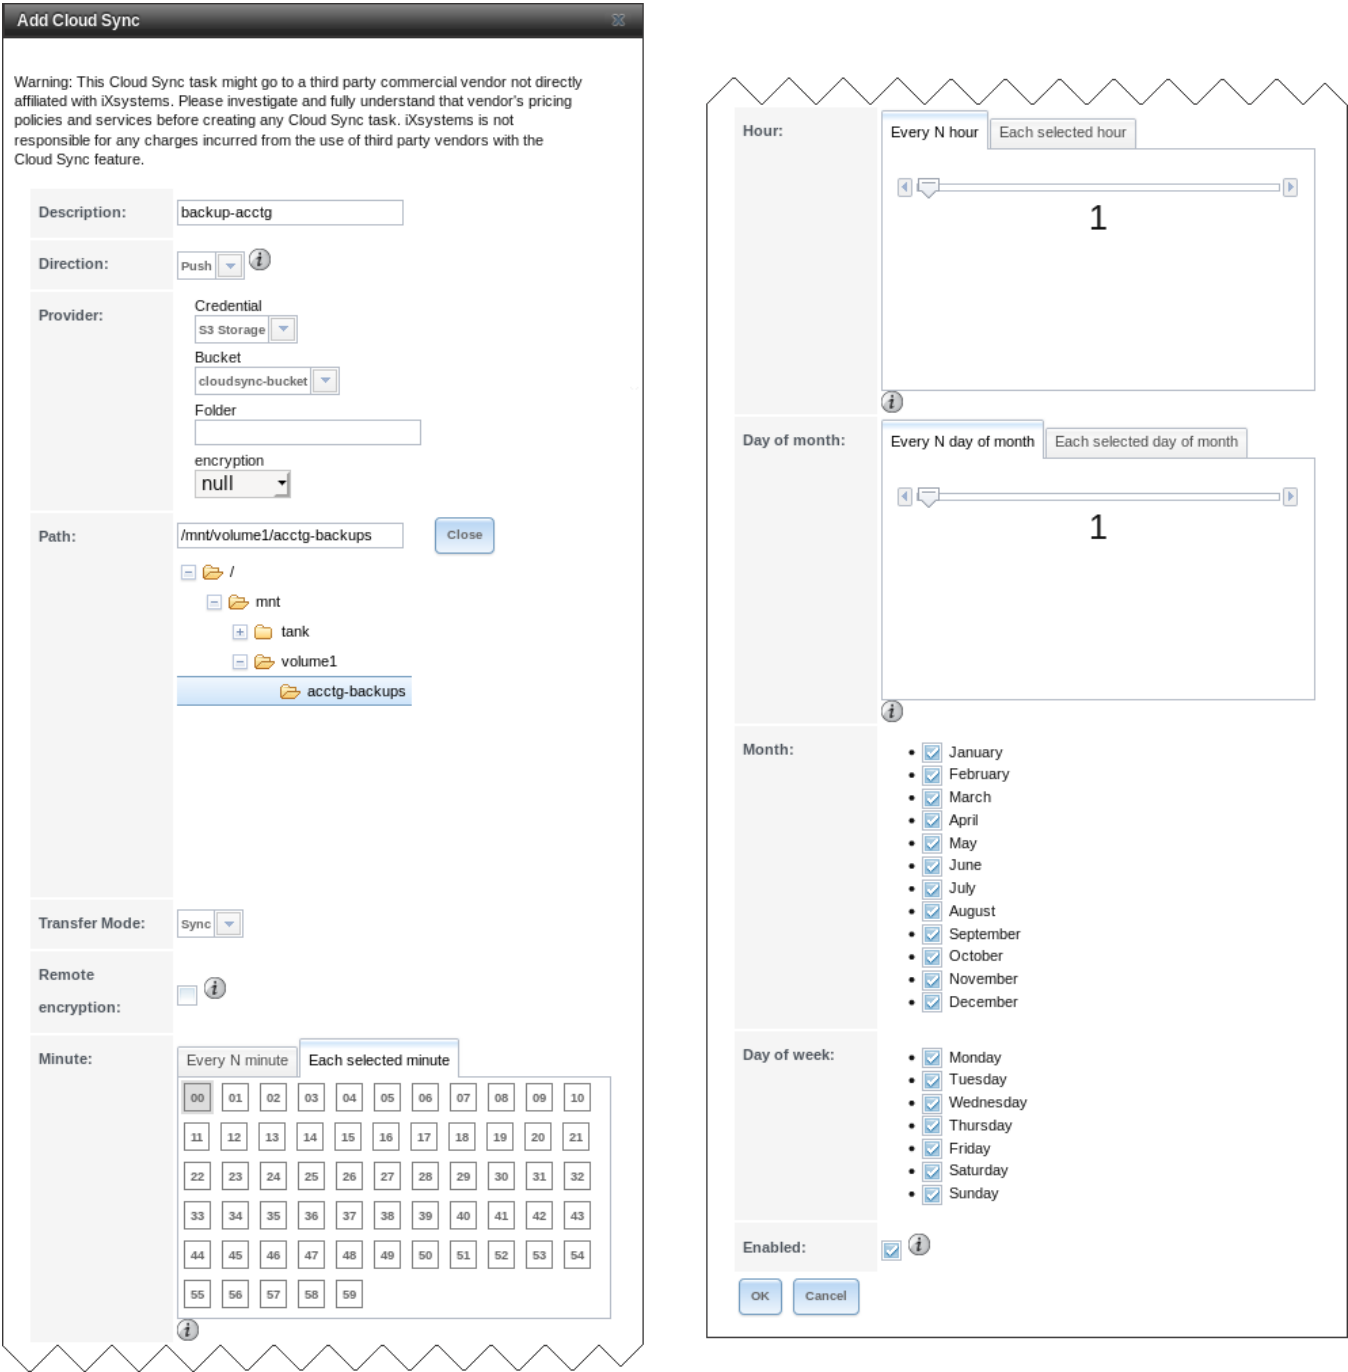 Add Cloud Sync
Warning: This Cloud Sync task might go to a third party commercial vendor not directly
affiliated with iXsystems. Please investigate and fully understand that vendor's pricing
policies and services before creating any Cloud Sync task. iXsystems is not
responsible for any charges incurred from the use of third party vendors with the
Cloud Sync feature.
Description: backup-acctg
Direction: Push
Provider: Credential
S3 Storage
Bucket
cloudsync-bucket
Folder
encryption
null
Path: /mnt/volume1/acctg-backups Close
/
mnt
tank
volume1
acctg-backups
Transfer Mode: Sync
Remote
encryption:
Minute: Every N minute Each selected minute
00 01 02 03 04 05 06 07 08 09 10
11 12 13 14 15 16 17 18 19 20 21
22 23 24 25 26 27 28 29 30 31 32
33 34 35 36 37 38 39 40 41 42 43
44 45 46 47 48 49 50 51 52 53 54
55 56 57 58 59
Hour: Every N hour Each selected hour
1
Day of month: Every N day of month Each selected day of month
1
Month:
January
February
March
April
May
June
July
August
September
October
November
December
Day of week:
Monday
Tuesday
Wednesday
Thursday
Friday
Saturday
Sunday
Enabled:
OK Cancel